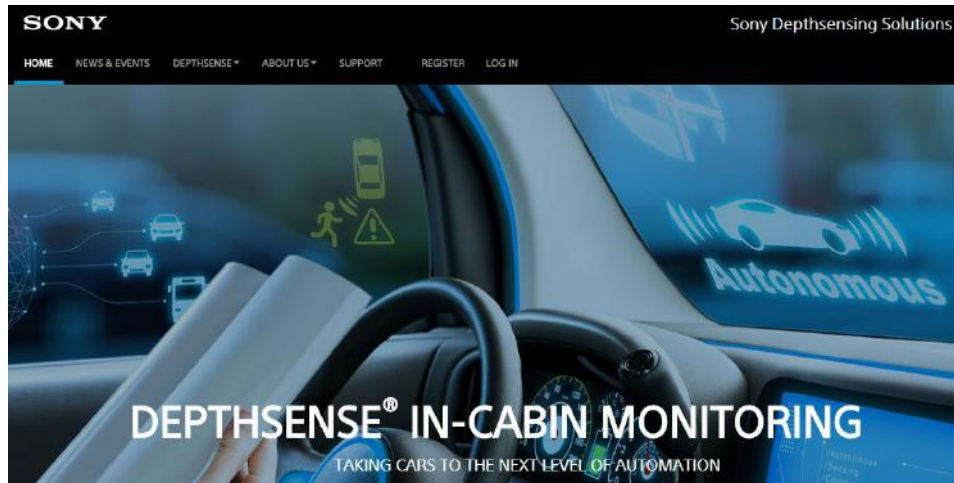 SONY
Sony Depthsensing Solutions
HOME NEWS & EVENTS DEPTHSENSE ABOUT US SUPPORT REGISTER LOG IN
Autonomous
DEPTHSENSE® IN-CABIN MONITORING
TAKING CARS TO THE NEXT LEVEL OF AUTOMATION